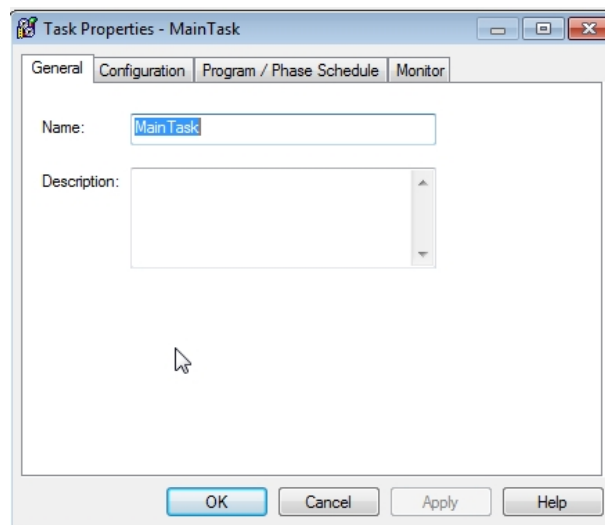 Task Properties - MainTask
General Configuration Program / Phase Schedule Monitor
Name: MainTask
Description:
OK Cancel Apply Help